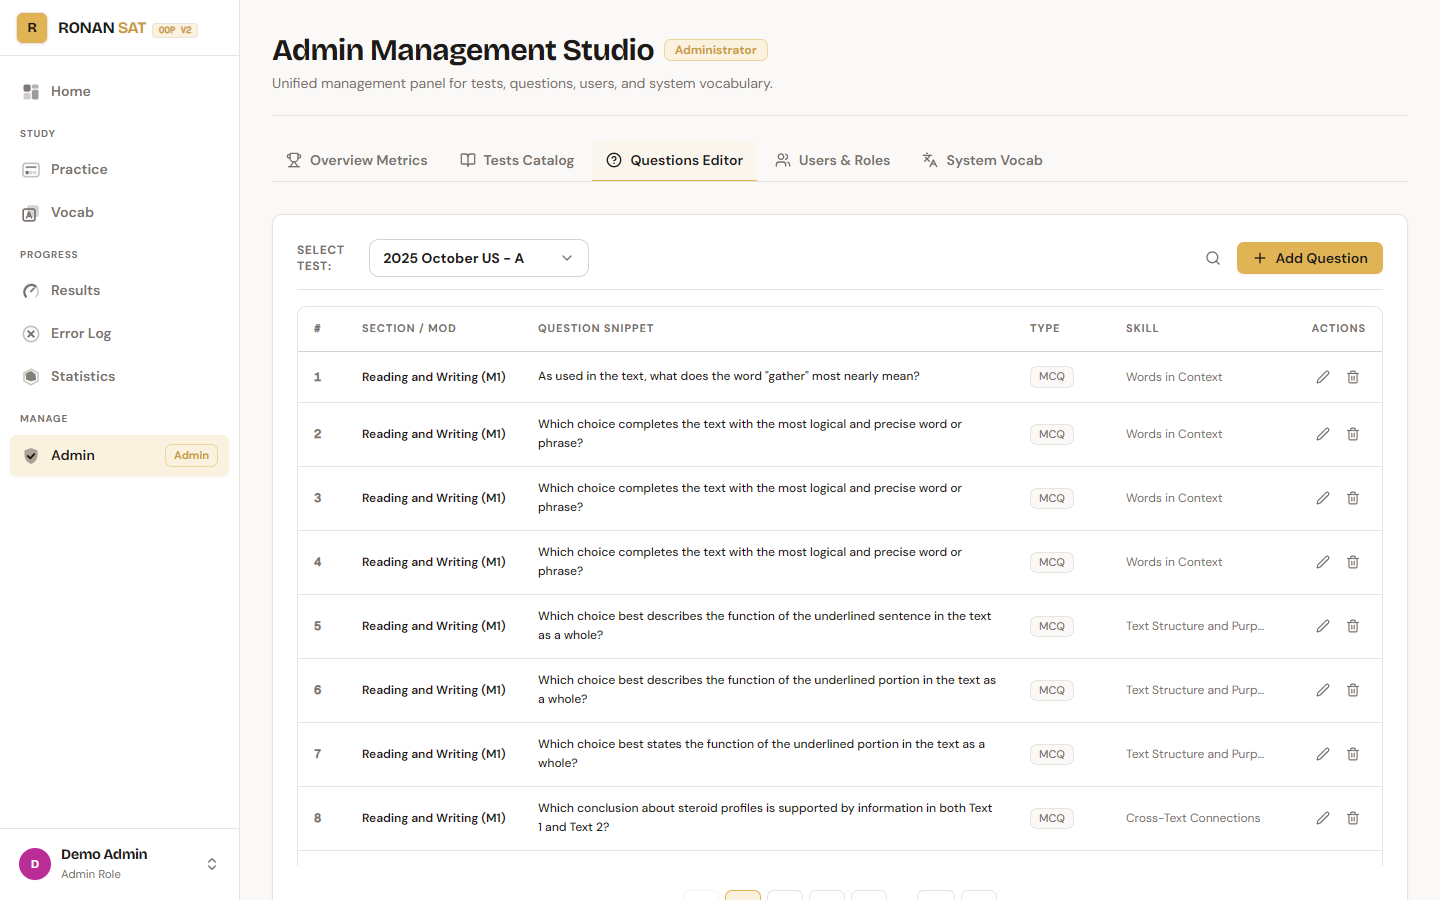 R RONAN SAT OOP V2
Home
STUDY
Practice
Vocab
PROGRESS
Results
Error Log
Statistics
MANAGE
Admin Admin
D Demo Admin
Admin Role
Admin Management Studio Administrator
Unified management panel for tests, questions, users, and system vocabulary.
Overview Metrics Tests Catalog Questions Editor Users & Roles System Vocab
SELECT
TEST:
2025 October US - A
Add Question
# SECTION / MOD QUESTION SNIPPET TYPE SKILL ACTIONS
1 Reading and Writing (M1) As used in the text, what does the word "gather" most nearly mean? MCQ Words in Context
2 Reading and Writing (M1) Which choice completes the text with the most logical and precise word or
phrase? MCQ Words in Context
3 Reading and Writing (M1) Which choice completes the text with the most logical and precise word or
phrase? MCQ Words in Context
4 Reading and Writing (M1) Which choice completes the text with the most logical and precise word or
phrase? MCQ Words in Context
5 Reading and Writing (M1) Which choice best describes the function of the underlined sentence in the text
as a whole? MCQ Text Structure and Purp...
6 Reading and Writing (M1) Which choice best describes the function of the underlined portion in the text as
a whole? MCQ Text Structure and Purp...
7 Reading and Writing (M1) Which choice best states the function of the underlined portion in the text as a
whole? MCQ Text Structure and Purp...
8 Reading and Writing (M1) Which conclusion about steroid profiles is supported by information in both Text
1 and Text 2? MCQ Cross-Text Connections